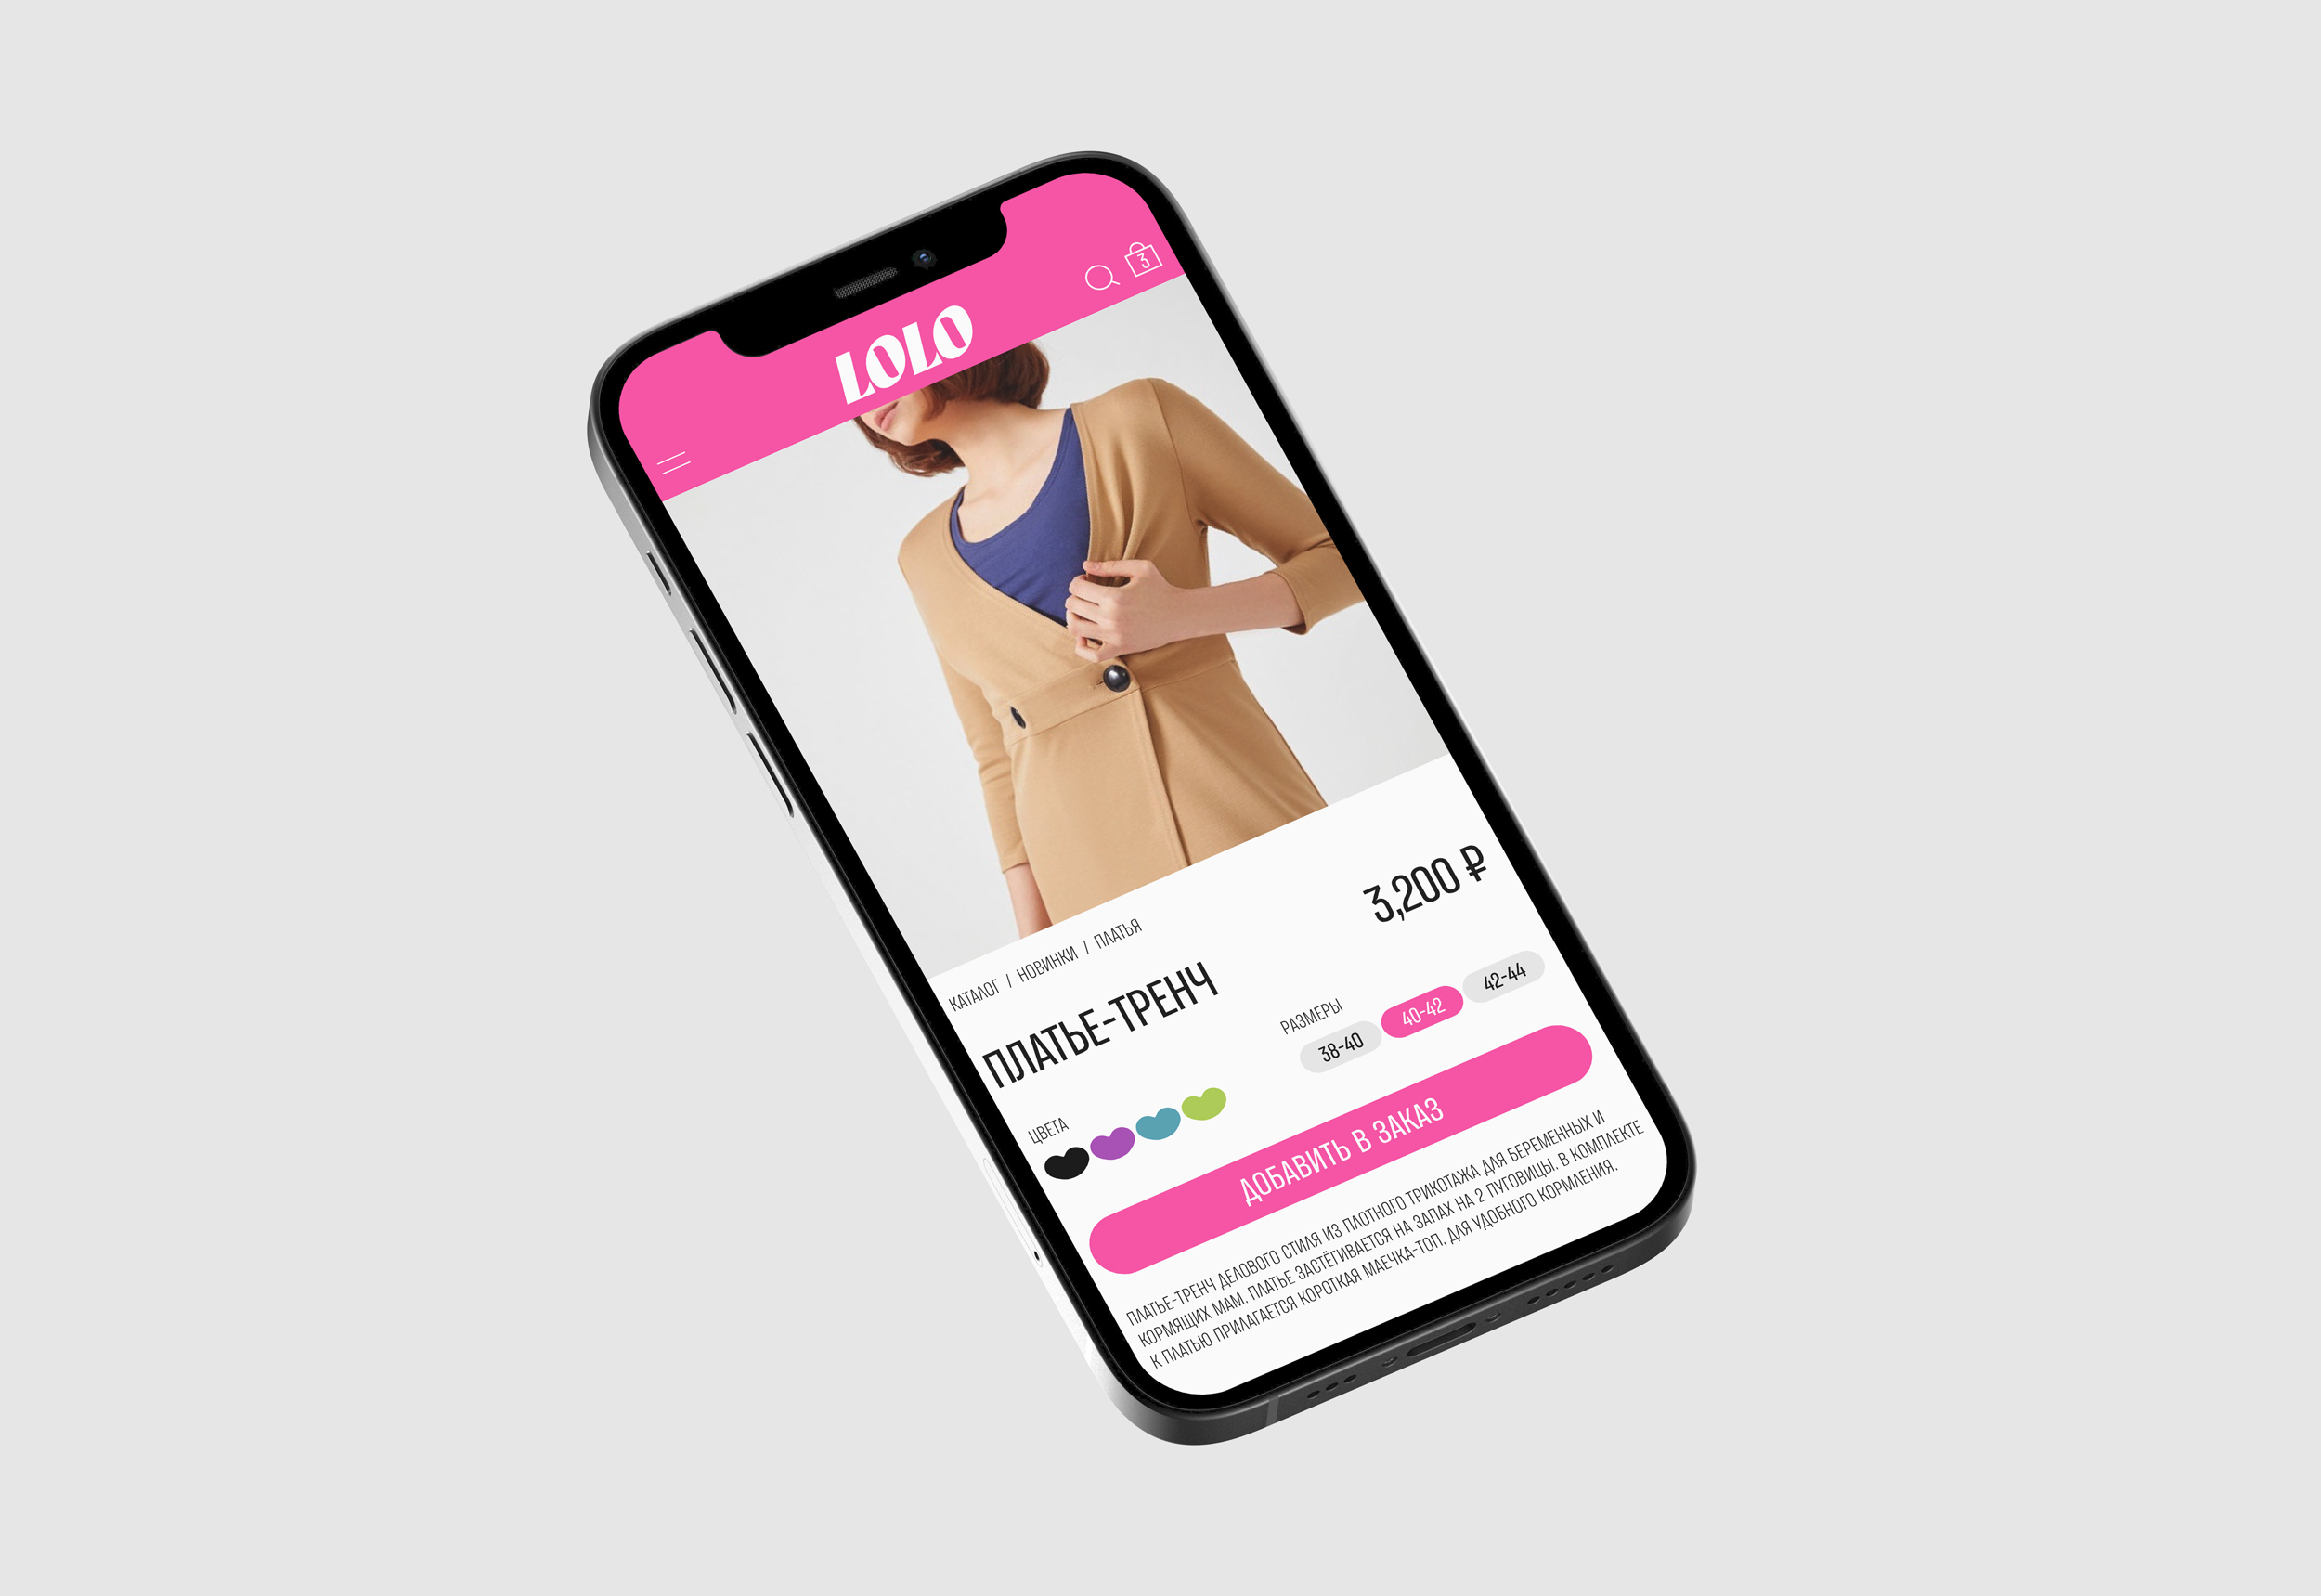 3
LOLO
КАТАЛОГ / НОВИНКИ / ПЛАТЬЯ
3,200 ₽
ПЛАТЬЕ-ТРЕНЧ
РАЗМЕРЫ
38-40 40-42 42-44
ЦВЕТА
ДОБАВИТЬ В ЗАКАЗ
ПЛАТЬЕ-ТРЕНЧ ДЕЛОВОГО СТИЛЯ ИЗ ПЛОТНОГО ТРИКОТАЖА ДЛЯ БЕРЕМЕННЫХ И
КОРМЯЩИХ МАМ. ПЛАТЬЕ ЗАСТЁГИВАЕТСЯ НА ЗАПАХ НА 2 ПУГОВИЦЫ. В КОМПЛЕКТЕ
К ПЛАТЬЮ ПРИЛАГАЕТСЯ КОРОТКАЯ МАЕЧКА-ТОП, ДЛЯ УДОБНОГО КОРМЛЕНИЯ.